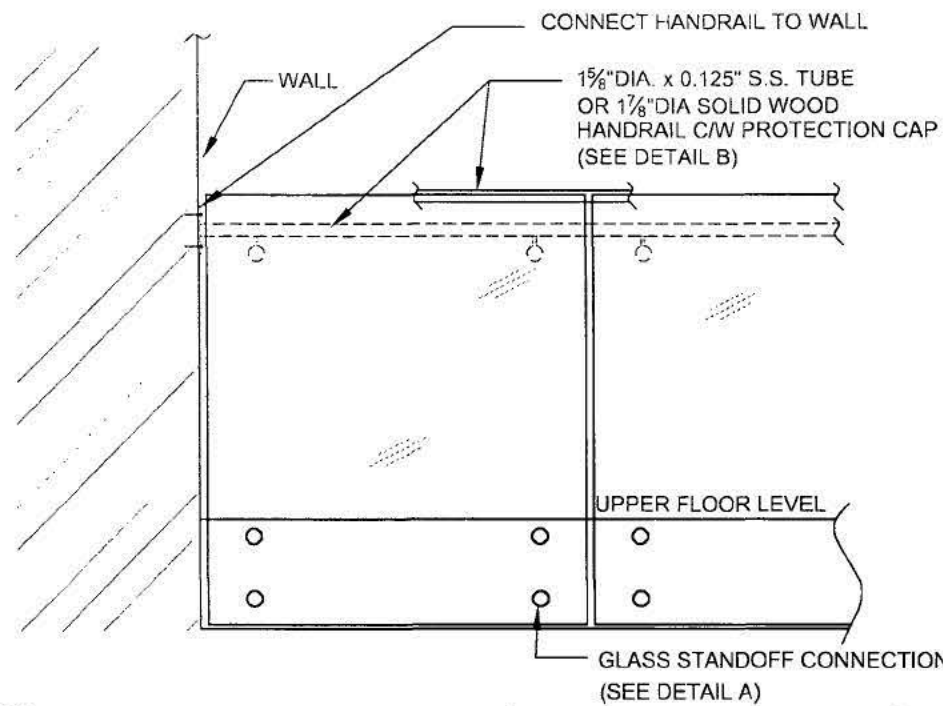 CONNECT HANDRAIL TO WALL
WALL
1⅝"DIA. x 0.125" S.S. TUBE
OR 1⅞"DIA SOLID WOOD
HANDRAIL C/W PROTECTION CAP
(SEE DETAIL B)
UPPER FLOOR LEVEL
GLASS STANDOFF CONNECTION
(SEE DETAIL A)